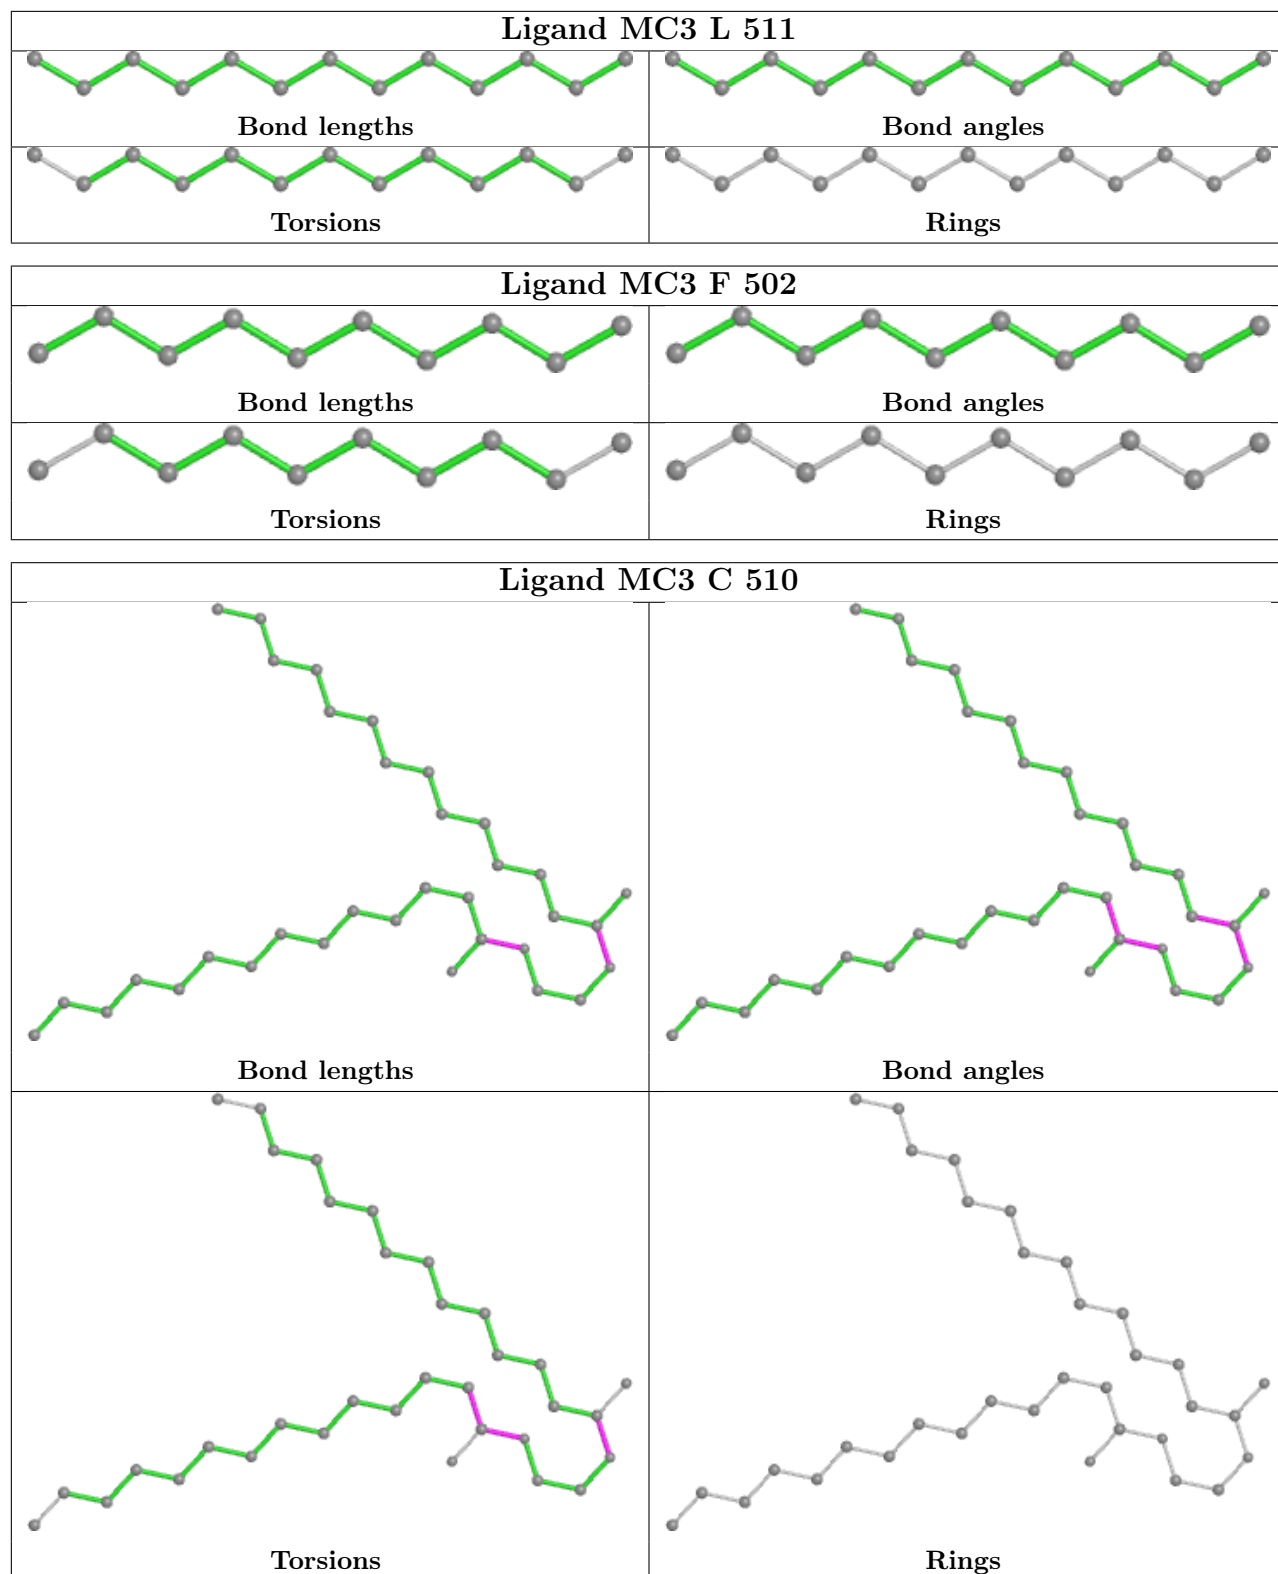 Ligand MC3 L 511
Bond lengths
Bond angles
Torsions
Rings
Ligand MC3 F 502
Bond lengths
Bond angles
Torsions
Rings
Ligand MC3 C 510
Bond lengths
Bond angles
Torsions
Rings